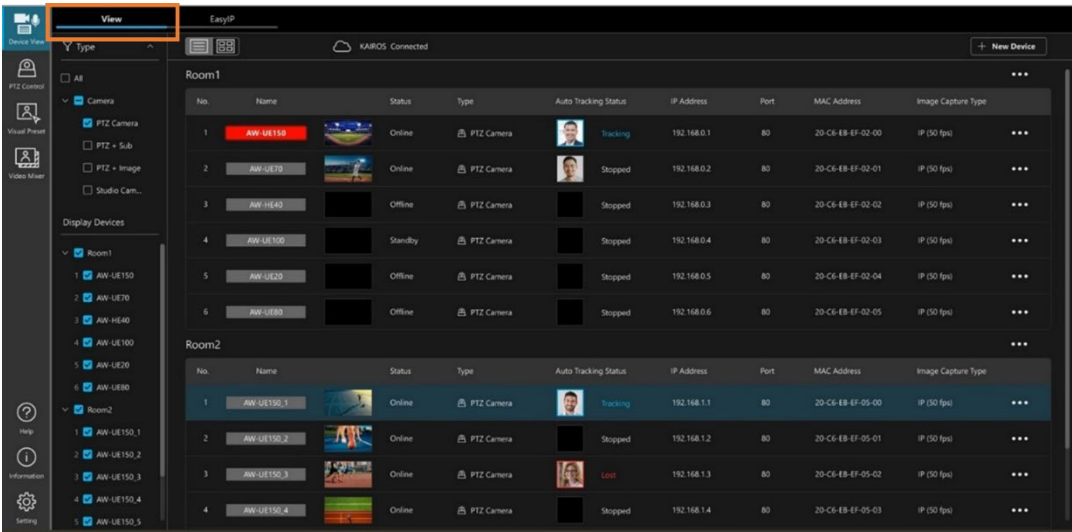 View EasyIP
Device View
PTZ Control
Visual Preset
Video Mixer
Help
Information
Setting
Type
All
Camera
PTZ Camera
PTZ + Sub
PTZ + Image
Studio Cam...
Display Devices
Room1
1 AW-UE150
2 AW-UE70
3 AW-HE40
4 AW-UE100
5 AW-UE20
6 AW-UE80
Room2
1 AW-UE150_1
2 AW-UE150_2
3 AW-UE150_3
4 AW-UE150_4
5 AW-UE150_5
KAIROS Connected + New Device
Room1
No. Name Status Type Auto Tracking Status IP Address Port MAC Address Image Capture Type
1 AW-UE150 Online PTZ Camera Tracking 192.168.0.1 80 20-C6-EB-EF-02-00 IP (50 fps)
2 AW-UE70 Online PTZ Camera Stopped 192.168.0.2 80 20-C6-EB-EF-02-01 IP (50 fps)
3 AW-HE40 Offline PTZ Camera Stopped 192.168.0.3 80 20-C6-EB-EF-02-02 IP (50 fps)
4 AW-UE100 Standby PTZ Camera Stopped 192.168.0.4 80 20-C6-EB-EF-02-03 IP (50 fps)
5 AW-UE20 Offline PTZ Camera Stopped 192.168.0.5 80 20-C6-EB-EF-02-04 IP (50 fps)
6 AW-UE80 Offline PTZ Camera Stopped 192.168.0.6 80 20-C6-EB-EF-02-05 IP (50 fps)
Room2
No. Name Status Type Auto Tracking Status IP Address Port MAC Address Image Capture Type
1 AW-UE150_1 Online PTZ Camera Tracking 192.168.1.1 80 20-C6-EB-EF-05-00 IP (50 fps)
2 AW-UE150_2 Online PTZ Camera Stopped 192.168.1.2 80 20-C6-EB-EF-05-01 IP (50 fps)
3 AW-UE150_3 Online PTZ Camera Lost 192.168.1.3 80 20-C6-EB-EF-05-02 IP (50 fps)
4 AW-UE150_4 Online PTZ Camera Stopped 192.168.1.4 80 20-C6-EB-EF-05-03 IP (50 fps)